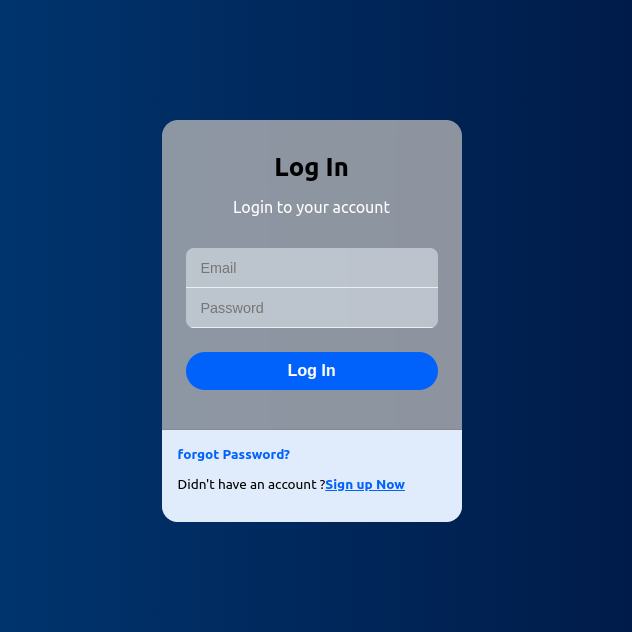 Log In
Login to your account
Email
Password
Log In
forgot Password?
Didn't have an account ?Sign up Now